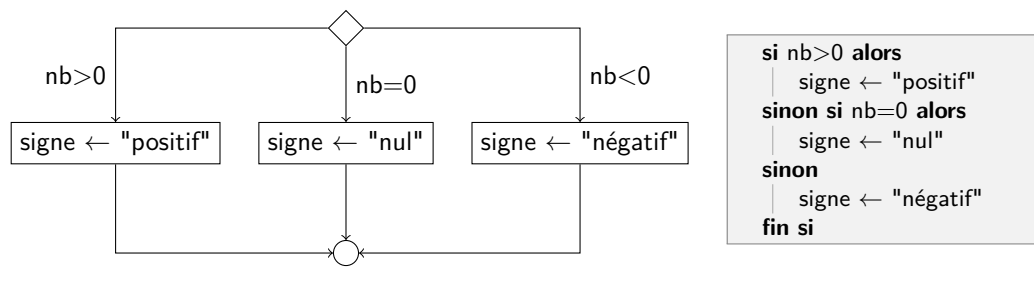 nb>0
nb=0
nb<0
signe ← "positif"
signe ← "nul"
signe ← "négatif"
si nb>0 alors
signe ← "positif"
sinon si nb=0 alors
signe ← "nul"
sinon
signe ← "négatif"
fin si